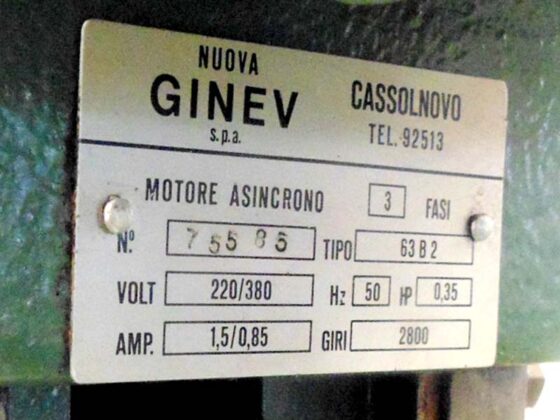 NUOVA
GINEV
s.p.a.
CASSOLNOVO
TEL. 92513
MOTORE ASINCRONO 3 FASI
Nº 75585 TIPO 63 B 2
VOLT 220/380 Hz 50 HP 0,35
AMP. 1,5/0,85 GIRI 2800